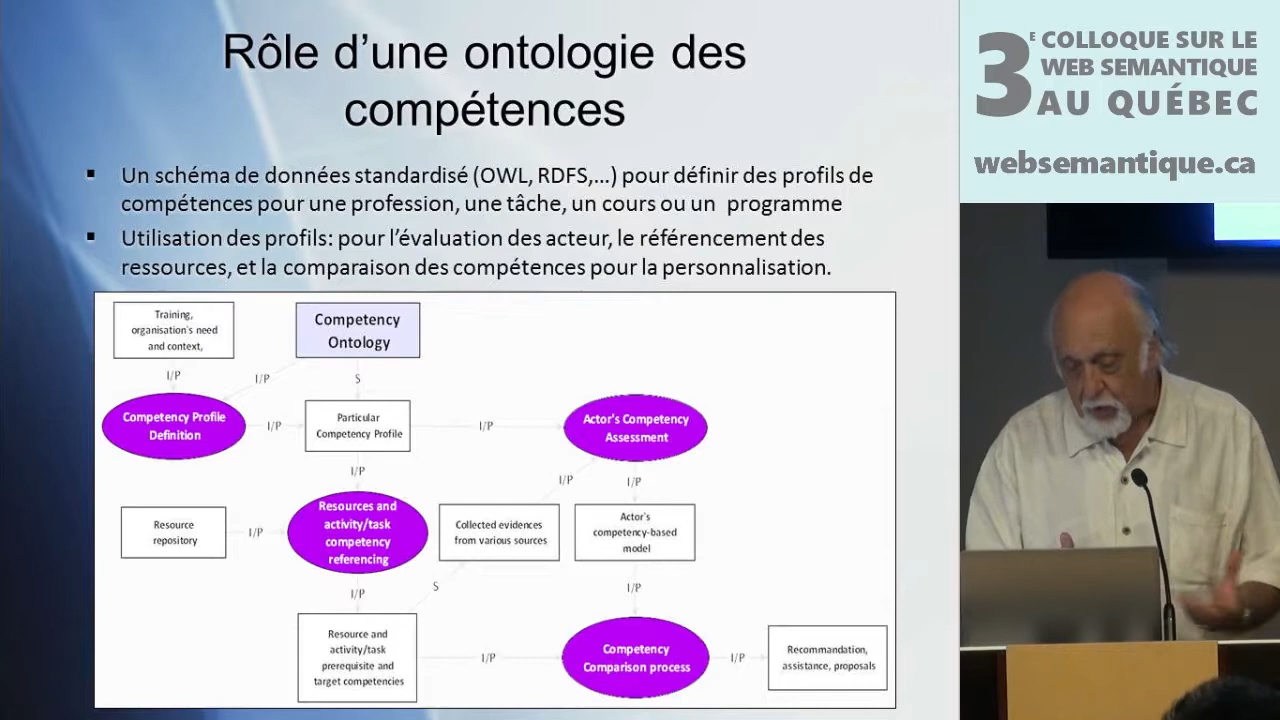 Rôle d’une ontologie des
compétences
▪ Un schéma de données standardisé (OWL, RDFS,...) pour définir des profils de
compétences pour une profession, une tâche, un cours ou un programme
▪ Utilisation des profils: pour l’évaluation des acteur, le référencement des
ressources, et la comparaison des compétences pour la personnalisation.
Training,
organisation's need
and context,
Competency
Ontology
I/P
I/P
S
Competency Profile
Definition
I/P
Particular
Competency Profile
I/P
Actor's Competency
Assessment
I/P
I/P
I/P
Resource
repository
I/P
Resources and
activity/task
competency
referencing
Collected evidences
from various sources
Actor's
competency-based
model
I/P
S
I/P
Resource and
activity/task
prerequisite and
target competencies
I/P
Competency
Comparison process
I/P
Recommandation,
assistance, proposals
3E COLLOQUE SUR LE
WEB SEMANTIQUE
AU QUÉBEC
websemantique.ca